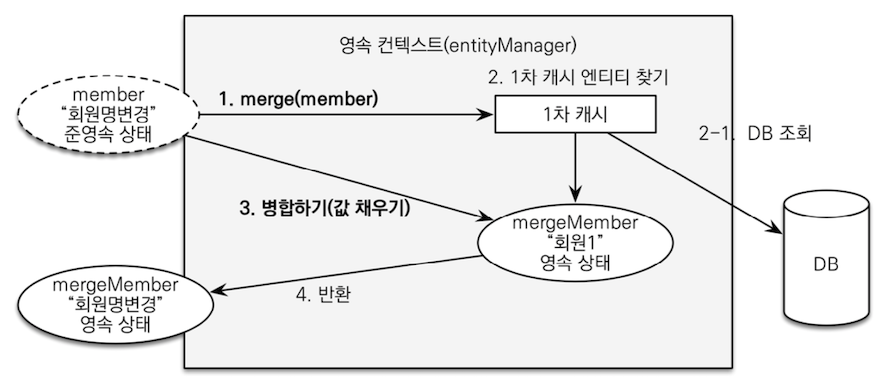 영속 컨텍스트(entityManager)
2. 1차 캐시 엔티티 찾기
member
“회원명변경”
준영속 상태
1. merge(member)
1차 캐시
2-1. DB 조회
3. 병합하기(값 채우기)
mergeMember
“회원1”
영속 상태
DB
mergeMember
“회원명변경”
영속 상태
4. 반환